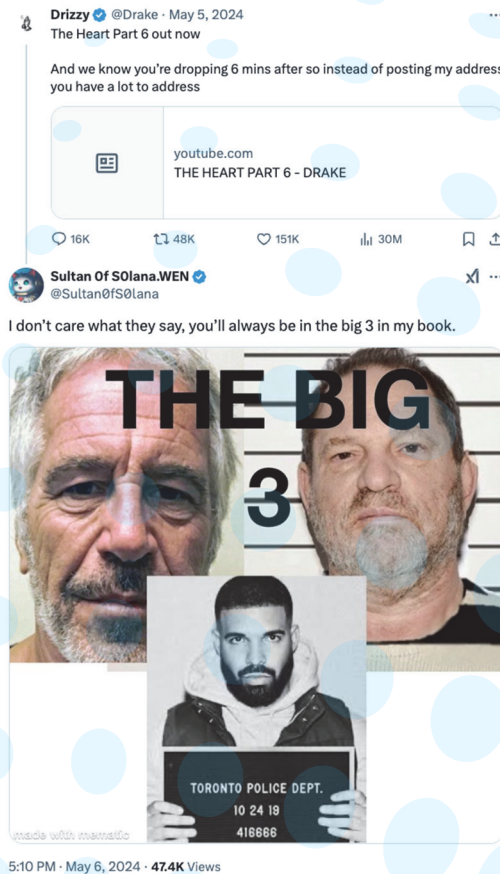 Drizzy @Drake · May 5, 2024
The Heart Part 6 out now
And we know you're dropping 6 mins after so instead of posting my address
you have a lot to address
youtube.com
THE HEART PART 6 - DRAKE
16K 48K 151K 30M
Sultan Of S0lana.WEN
@Sultan0fS0lana
I don't care what they say, you'll always be in the big 3 in my book.
THE BIG
3
TORONTO POLICE DEPT.
10 24 19
416666
made with mematic
5:10 PM · May 6, 2024 · 47.4K Views